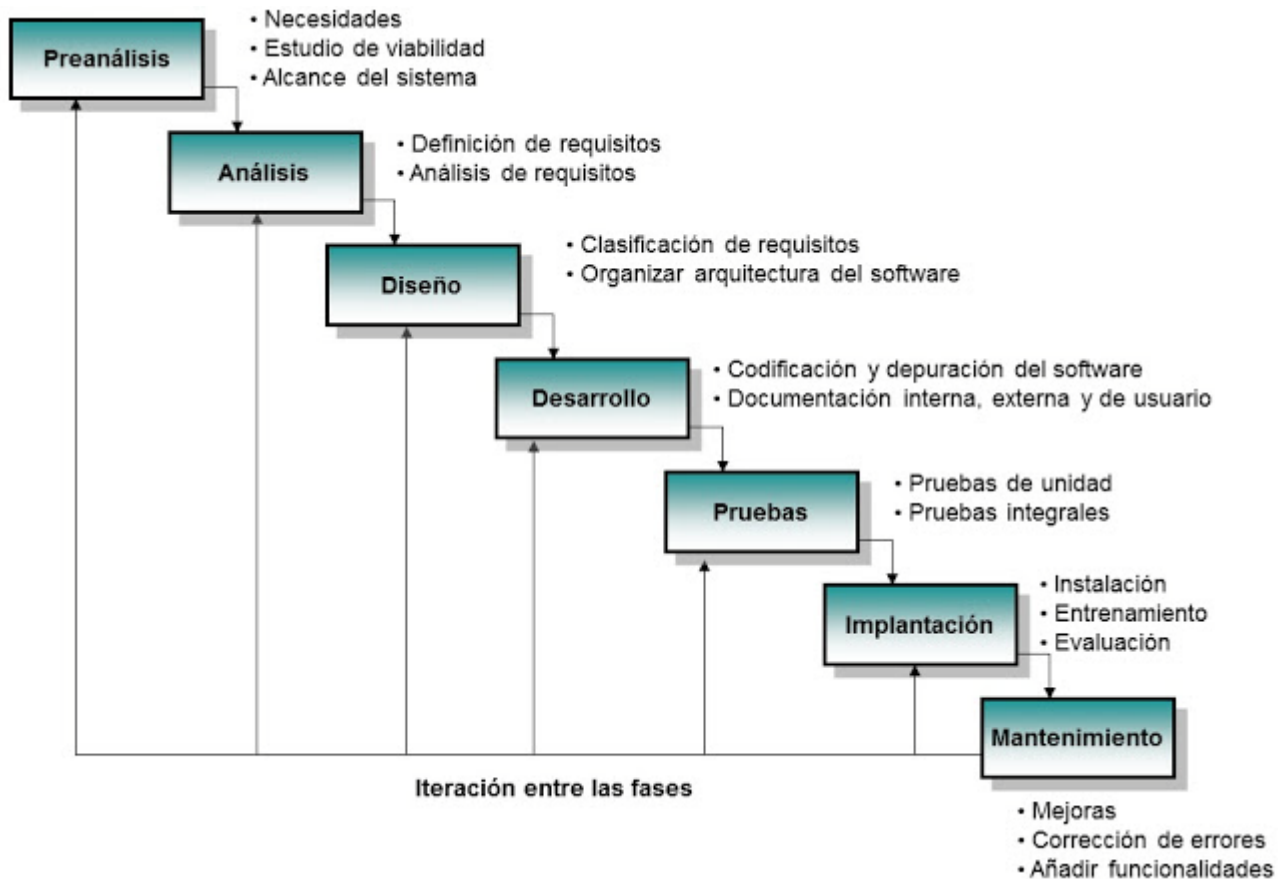 Preanálisis
• Necesidades
• Estudio de viabilidad
• Alcance del sistema
Análisis
• Definición de requisitos
• Análisis de requisitos
Diseño
• Clasificación de requisitos
• Organizar arquitectura del software
Desarrollo
• Codificación y depuración del software
• Documentación interna, externa y de usuario
Pruebas
• Pruebas de unidad
• Pruebas integrales
Implantación
• Instalación
• Entrenamiento
• Evaluación
Mantenimiento
Iteración entre las fases
• Mejoras
• Corrección de errores
• Añadir funcionalidades